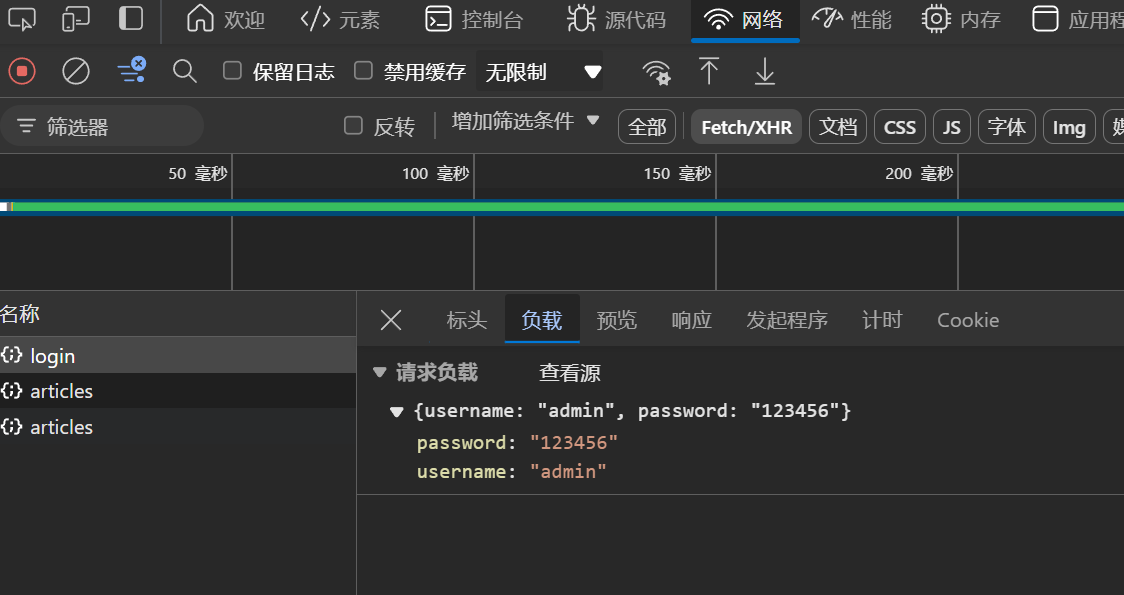 欢迎 元素 控制台 源代码 网络 性能 内存 应用程
保留日志 禁用缓存 无限制
筛选器 反转 增加筛选条件 全部 Fetch/XHR 文档 CSS JS 字体 Img
50 毫秒 100 毫秒 150 毫秒 200 毫秒
名称
login
articles
articles
标头 负载 预览 响应 发起程序 计时 Cookie
请求负载 查看源
{username: "admin", password: "123456"}
password: "123456"
username: "admin"